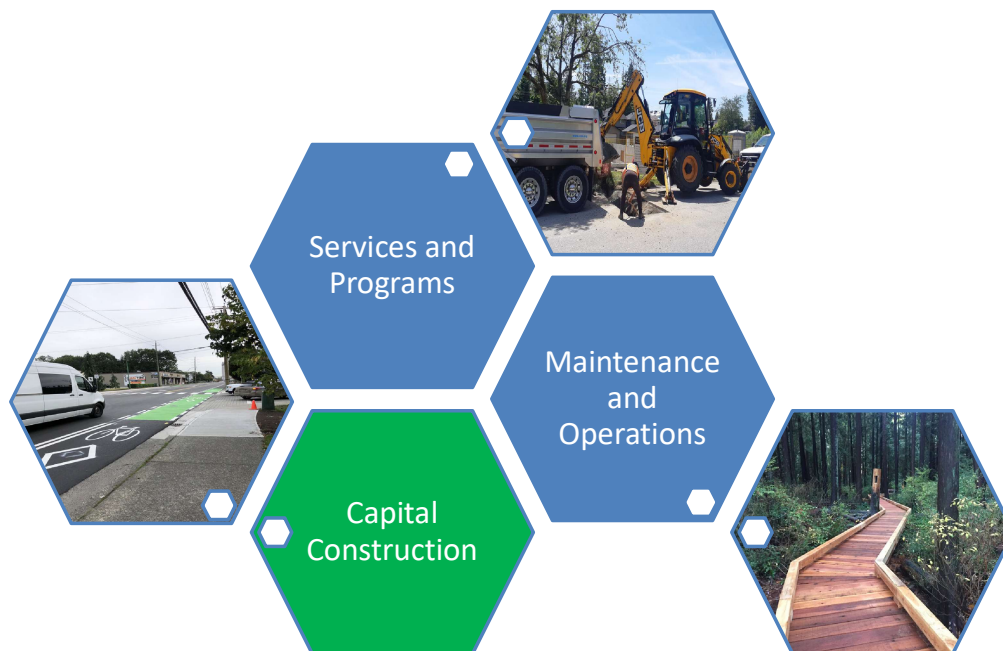 Services and
Programs
Maintenance
and
Operations
Capital
Construction